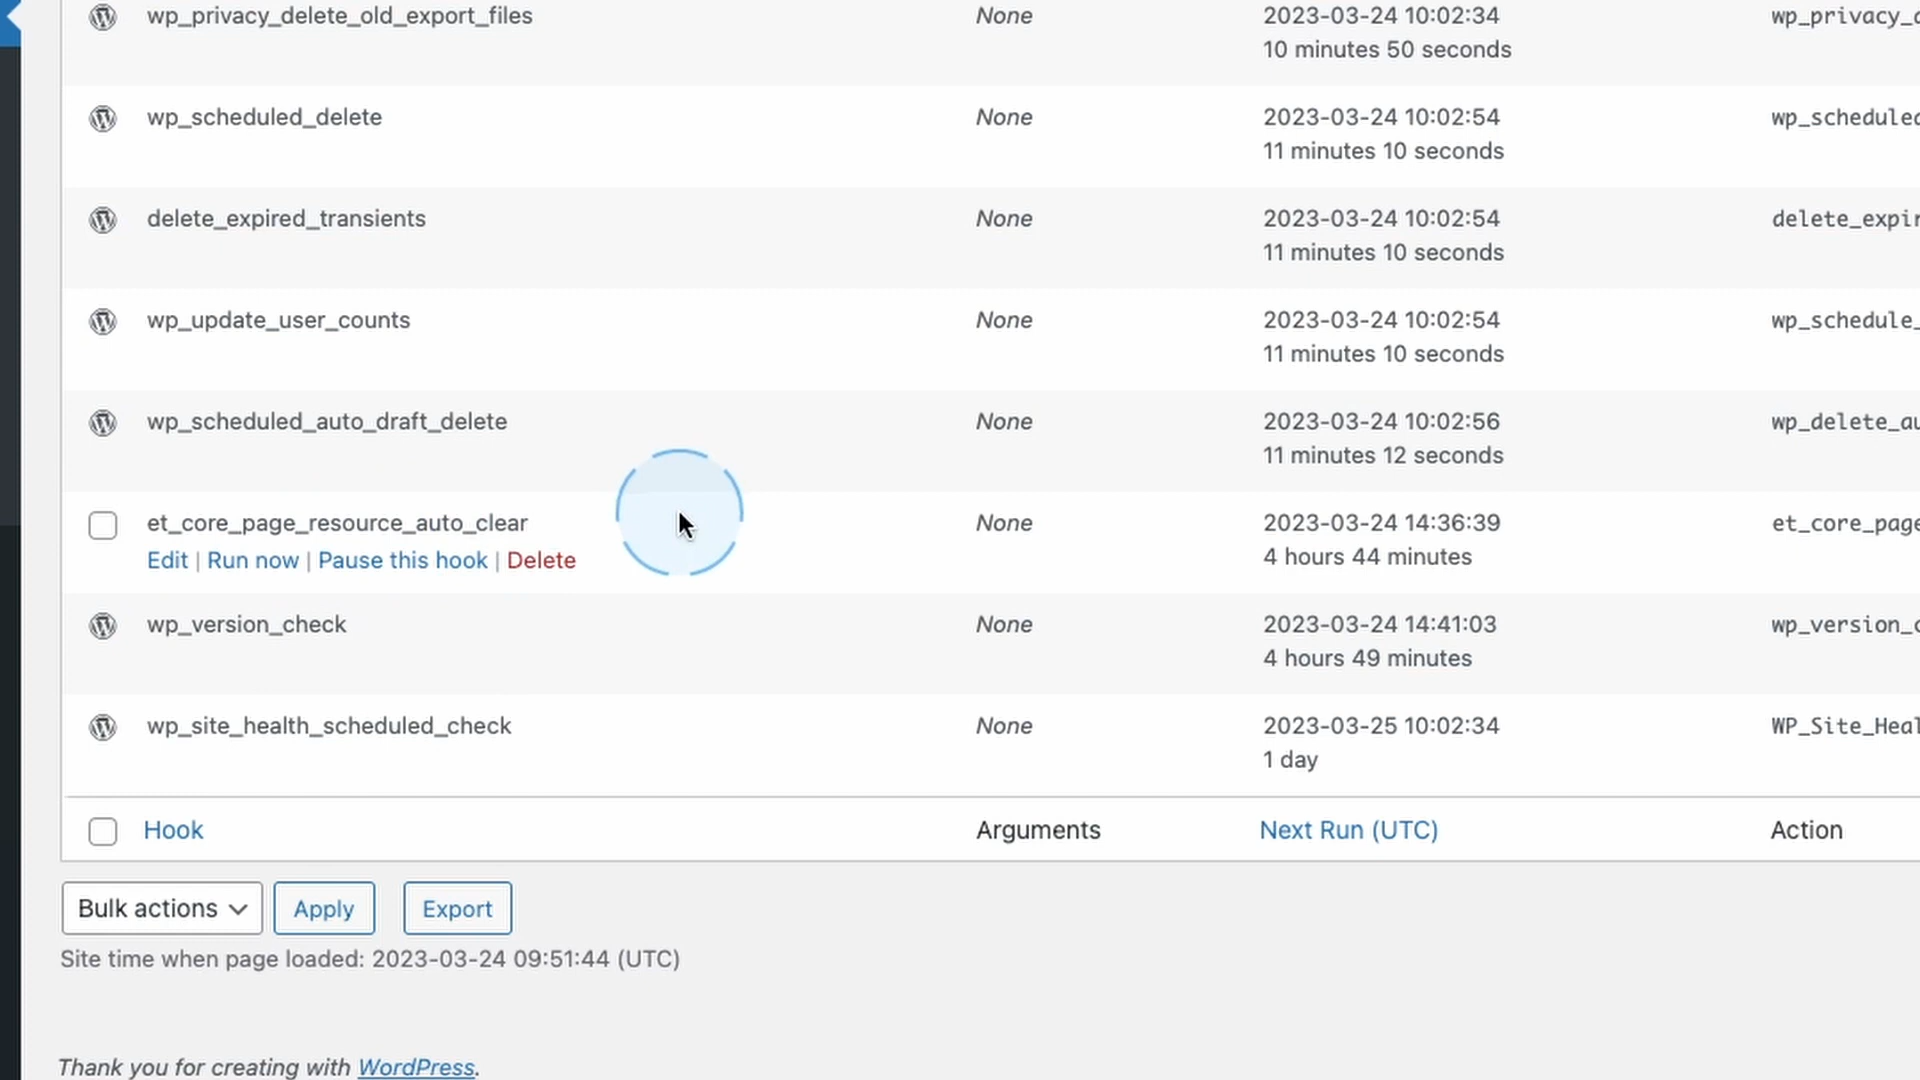 wp_privacy_delete_old_export_files None 2023-03-24 10:02:34
10 minutes 50 seconds
wp_scheduled_delete None 2023-03-24 10:02:54
11 minutes 10 seconds
delete_expired_transients None 2023-03-24 10:02:54
11 minutes 10 seconds
wp_update_user_counts None 2023-03-24 10:02:54 wp_schedule_
11 minutes 10 seconds
wp_scheduled_auto_draft_delete None 2023-03-24 10:02:56
11 minutes 12 seconds
et_core_page_resource_auto_clear None 2023-03-24 14:36:39 et_core_page
Edit | Run now | Pause this hook | Delete 4 hours 44 minutes
wp_version_check None 2023-03-24 14:41:03
4 hours 49 minutes
wp_site_health_scheduled_check None 2023-03-25 10:02:34
1 day
Hook Arguments Next Run (UTC) Action
Bulk actions Apply Export
Site time when page loaded: 2023-03-24 09:51:44 (UTC)
Thank you for creating with WordPress.